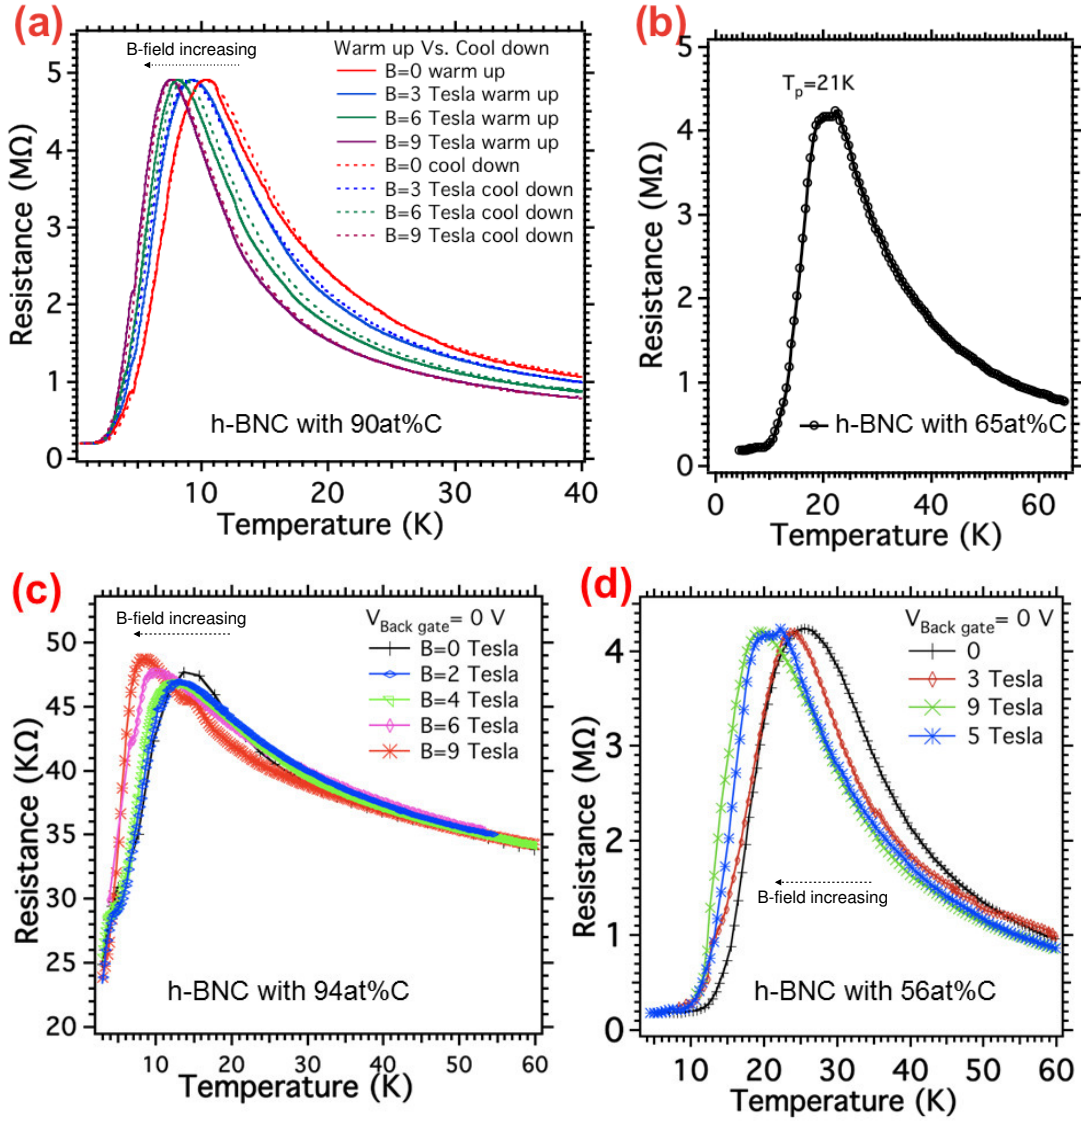 (a)
B-field increasing
Warm up Vs. Cool down
B=0 warm up
B=3 Tesla warm up
B=6 Tesla warm up
B=9 Tesla warm up
B=0 cool down
B=3 Tesla cool down
B=6 Tesla cool down
B=9 Tesla cool down
h-BNC with 90at%C
Resistance (MΩ)
5
4
3
2
1
0
10
20
30
40
Temperature (K)
(b)
Tp=21K
h-BNC with 65at%C
Resistance (MΩ)
5
4
3
2
1
0
0
20
40
60
Temperature (K)
(c)
B-field increasing
VBack gate= 0 V
B=0 Tesla
B=2 Tesla
B=4 Tesla
B=6 Tesla
B=9 Tesla
h-BNC with 94at%C
Resistance (KΩ)
50
45
40
35
30
25
20
10
20
30
40
50
60
Temperature (K)
(d)
VBack gate= 0 V
0
3 Tesla
9 Tesla
5 Tesla
B-field increasing
h-BNC with 56at%C
Resistance (MΩ)
4
3
2
1
0
10
20
30
40
50
60
Temperature (K)